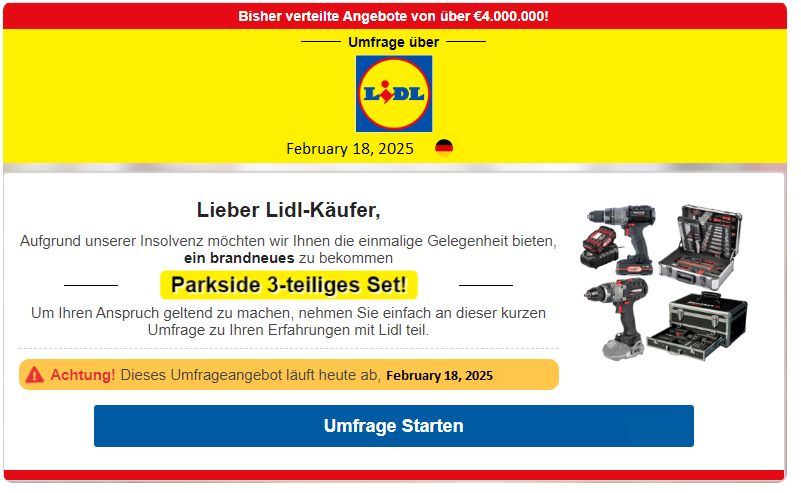 Bisher verteilte Angebote von über €4.000.000!
Umfrage über
LIDL
February 18, 2025
Lieber Lidl-Käufer,
Aufgrund unserer Insolvenz möchten wir Ihnen die einmalige Gelegenheit bieten,
ein brandneues zu bekommen
Parkside 3-teiliges Set!
Um Ihren Anspruch geltend zu machen, nehmen Sie einfach an dieser kurzen
Umfrage zu Ihren Erfahrungen mit Lidl teil.
Achtung! Dieses Umfrageangebot läuft heute ab, February 18, 2025
Umfrage Starten